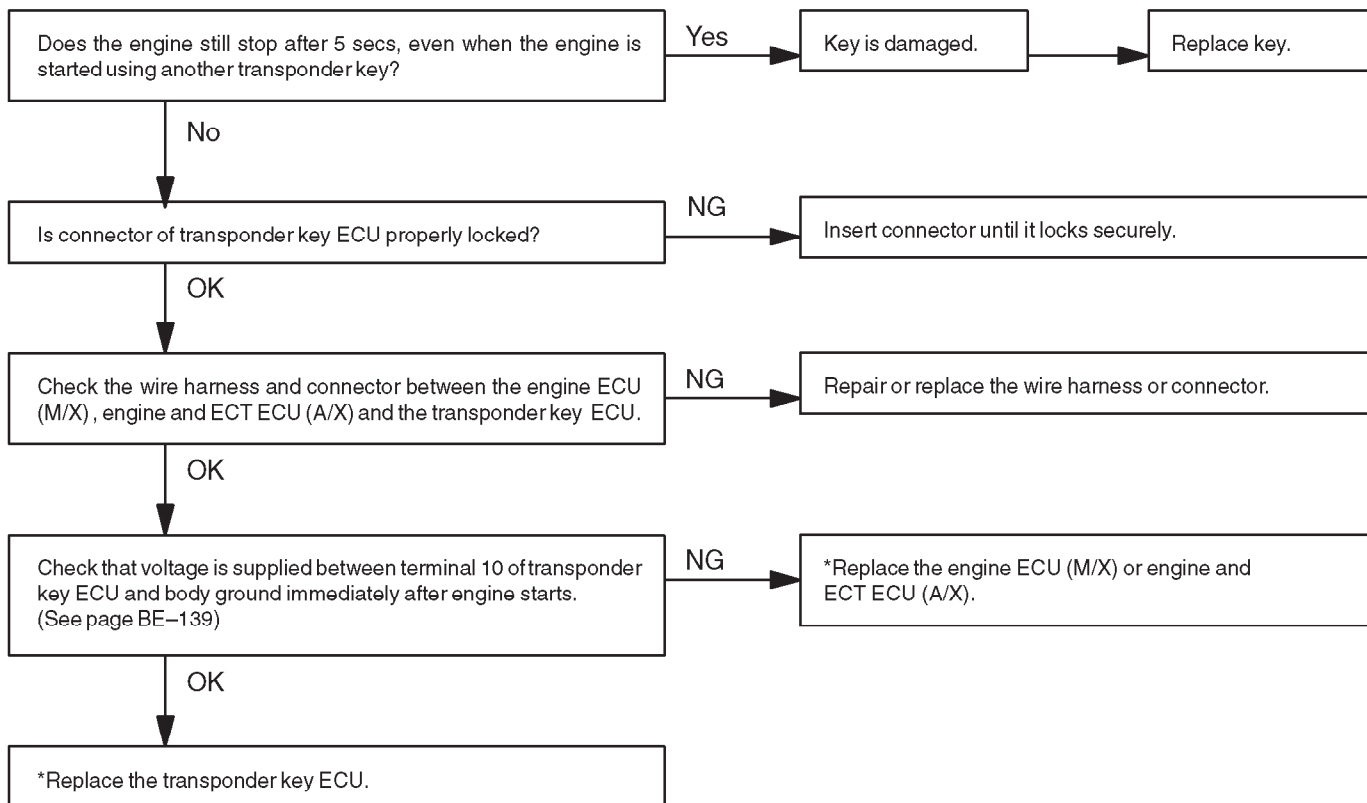 Does the engine still stop after 5 secs, even when the engine is
started using another transponder key?
Yes
Key is damaged.
Replace key.
No
Is connector of transponder key ECU properly locked?
NG
Insert connector until it locks securely.
OK
Check the wire harness and connector between the engine ECU
(M/X) , engine and ECT ECU (A/X) and the transponder key ECU.
NG
Repair or replace the wire harness or connector.
OK
Check that voltage is supplied between terminal 10 of transponder
key ECU and body ground immediately after engine starts.
(See page BE–139)
NG
*Replace the engine ECU (M/X) or engine and
ECT ECU (A/X).
OK
*Replace the transponder key ECU.